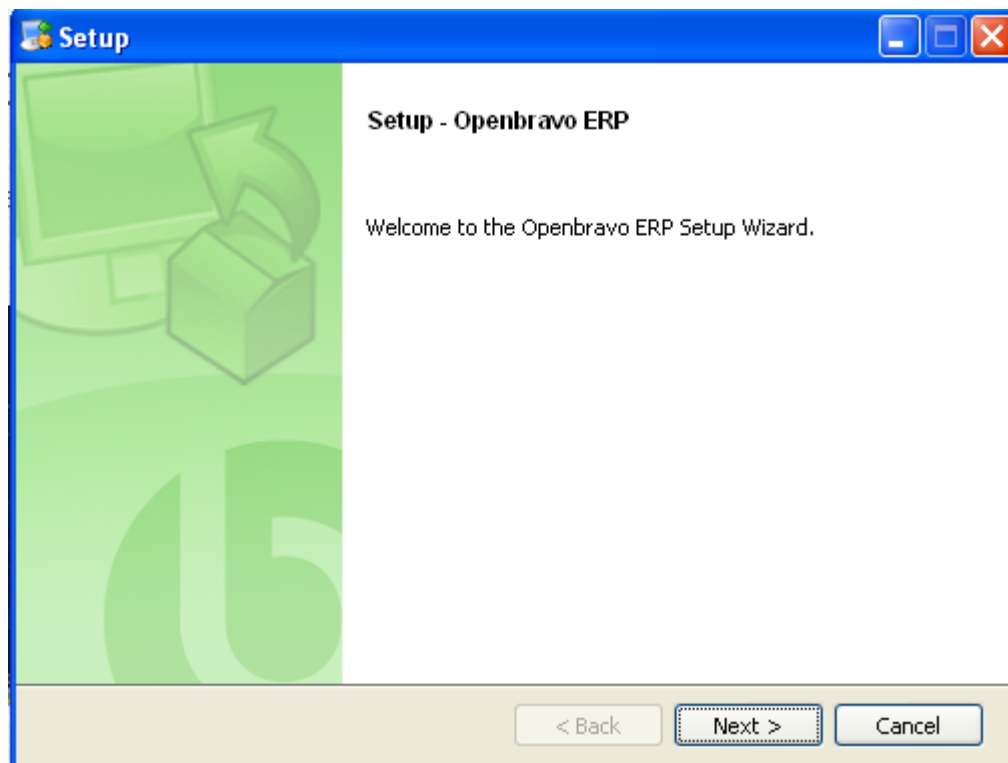 Setup
Setup - Openbravo ERP
Welcome to the Openbravo ERP Setup Wizard.
< Back Next > Cancel